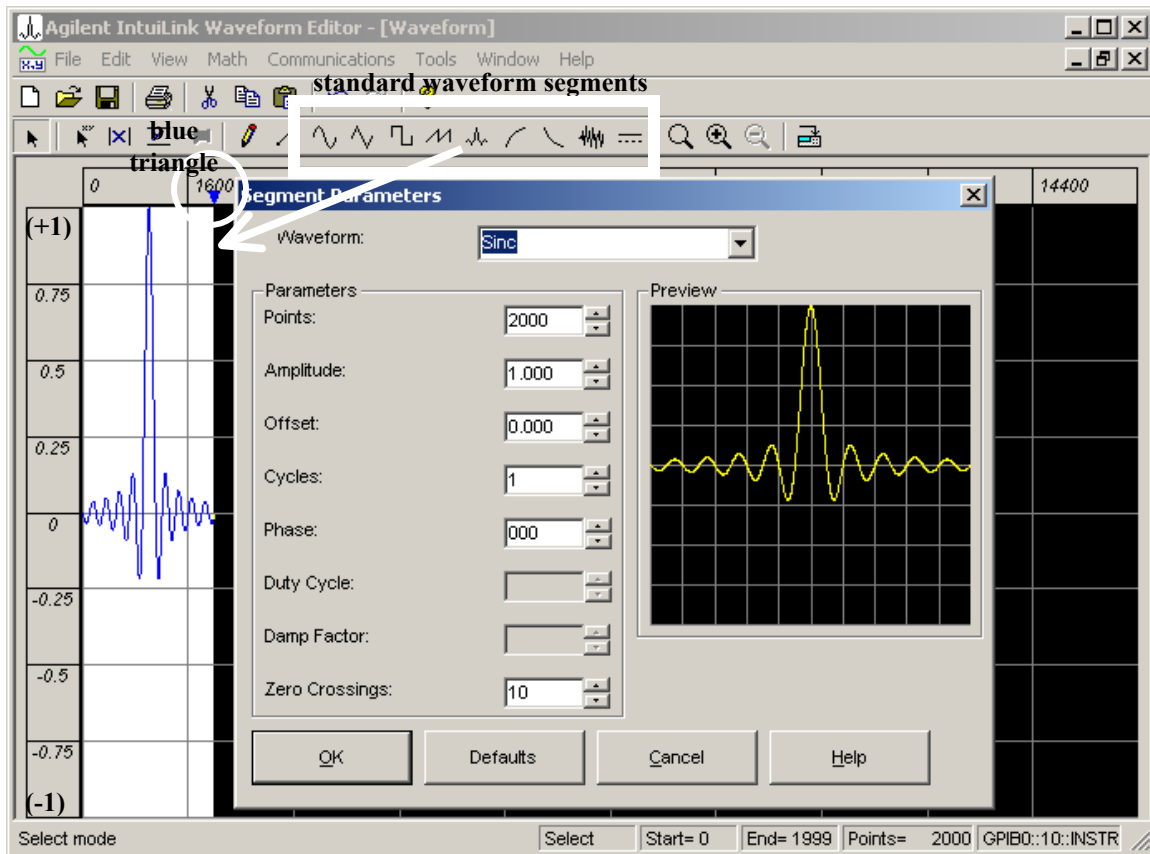 Agilent IntuiLink Waveform Editor - [Waveform]
File Edit View Math Communications Tools Window Help
standard waveform segments
blue
triangle
0 1600 14400
Segment Parameters
(+1)
0.75
0.5
0.25
0
-0.25
-0.5
-0.75
(-1)
Waveform: Sinc
Parameters
Points: 2000
Amplitude: 1.000
Offset: 0.000
Cycles: 1
Phase: 000
Duty Cycle:
Damp Factor:
Zero Crossings: 10
Preview
OK Defaults Cancel Help
Select mode Select Start= 0 End= 1999 Points= 2000 GPIB0::10::INSTR